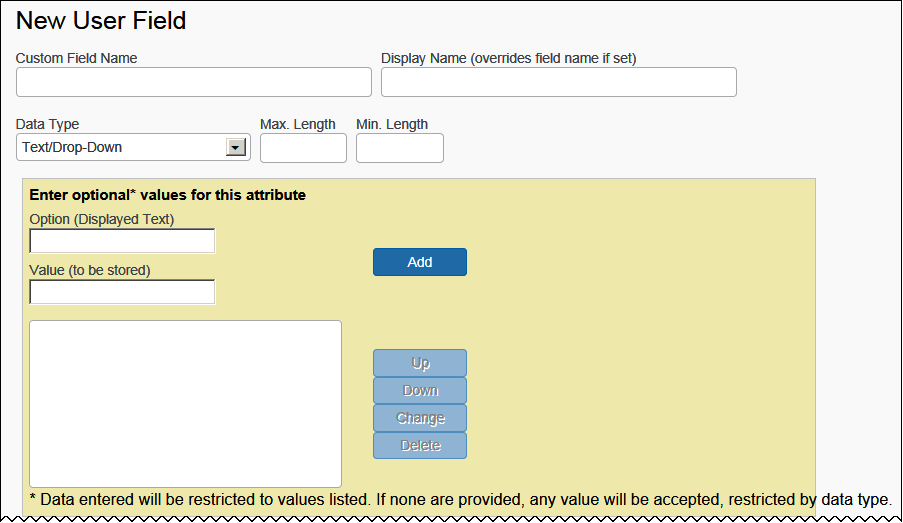 New User Field
Custom Field Name Display Name (overrides field name if set)
Data Type Max. Length Min. Length
Text/Drop-Down
Enter optional* values for this attribute
Option (Displayed Text)
Add
Value (to be stored)
Up
Down
Change
Delete
* Data entered will be restricted to values listed. If none are provided, any value will be accepted, restricted by data type.